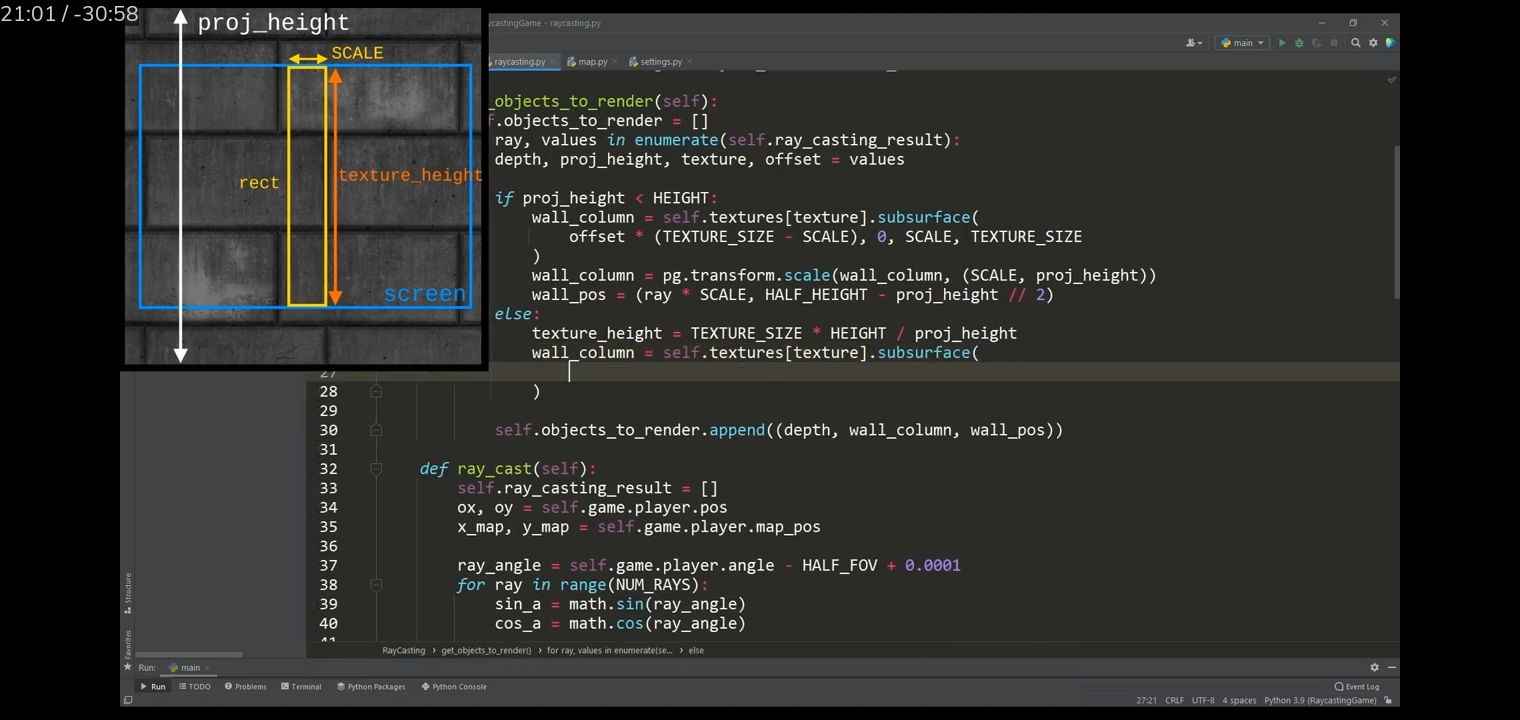 21:01 / -30:58
proj_height
SCALE
rect
texture_height
screen
ycastingGame - raycasting.py
main
raycasting.py
map.py
settings.py
_objects_to_render(self):
f.objects_to_render = []
ray, values in enumerate(self.ray_casting_result):
depth, proj_height, texture, offset = values
if proj_height < HEIGHT:
wall_column = self.textures[texture].subsurface(
offset * (TEXTURE_SIZE - SCALE), 0, SCALE, TEXTURE_SIZE
)
wall_column = pg.transform.scale(wall_column, (SCALE, proj_height))
wall_pos = (ray * SCALE, HALF_HEIGHT - proj_height // 2)
else:
texture_height = TEXTURE_SIZE * HEIGHT / proj_height
wall_column = self.textures[texture].subsurface(
27
28 )
29
30 self.objects_to_render.append((depth, wall_column, wall_pos))
31
32 def ray_cast(self):
33 self.ray_casting_result = []
34 ox, oy = self.game.player.pos
35 x_map, y_map = self.game.player.map_pos
36
37 ray_angle = self.game.player.angle - HALF_FOV + 0.0001
38 for ray in range(NUM_RAYS):
39 sin_a = math.sin(ray_angle)
40 cos_a = math.cos(ray_angle)
Structure
Favorites
RayCasting > get_objects_to_render() > for ray, values in enumerate(se... > else
Run: main
Run TODO Problems Terminal Python Packages Python Console Event Log
27:21 CRLF UTF-8 4 spaces Python 3.9 (RaycastingGame)